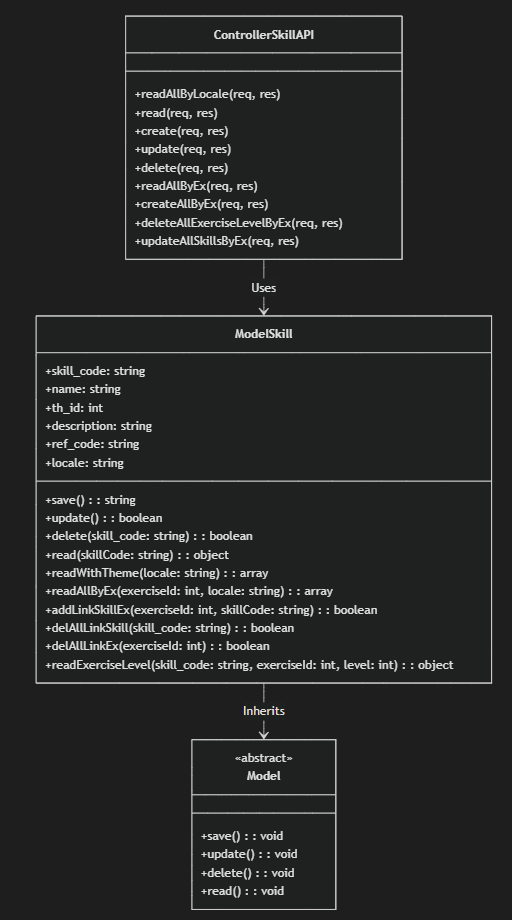 ControllerSkillAPI
+readAllByLocale(req, res)
+read(req, res)
+create(req, res)
+update(req, res)
+delete(req, res)
+readAllByEx(req, res)
+createAllByEx(req, res)
+deleteAllExerciseLevelByEx(req, res)
+updateAllSkillsByEx(req, res)
Uses
ModelSkill
+skill_code: string
+name: string
+th_id: int
+description: string
+ref_code: string
+locale: string
+save() : : string
+update() : : boolean
+delete(skill_code: string) : : boolean
+read(skillCode: string) : : object
+readWithTheme(locale: string) : : array
+readAllByEx(exerciseId: int, locale: string) : : array
+addLinkSkillEx(exerciseId: int, skillCode: string) : : boolean
+delAllLinkSkill(skill_code: string) : : boolean
+delAllLinkEx(exerciseId: int) : : boolean
+readExerciseLevel(skill_code: string, exerciseId: int, level: int) : : object
Inherits
«abstract»
Model
+save() : : void
+update() : : void
+delete() : : void
+read() : : void